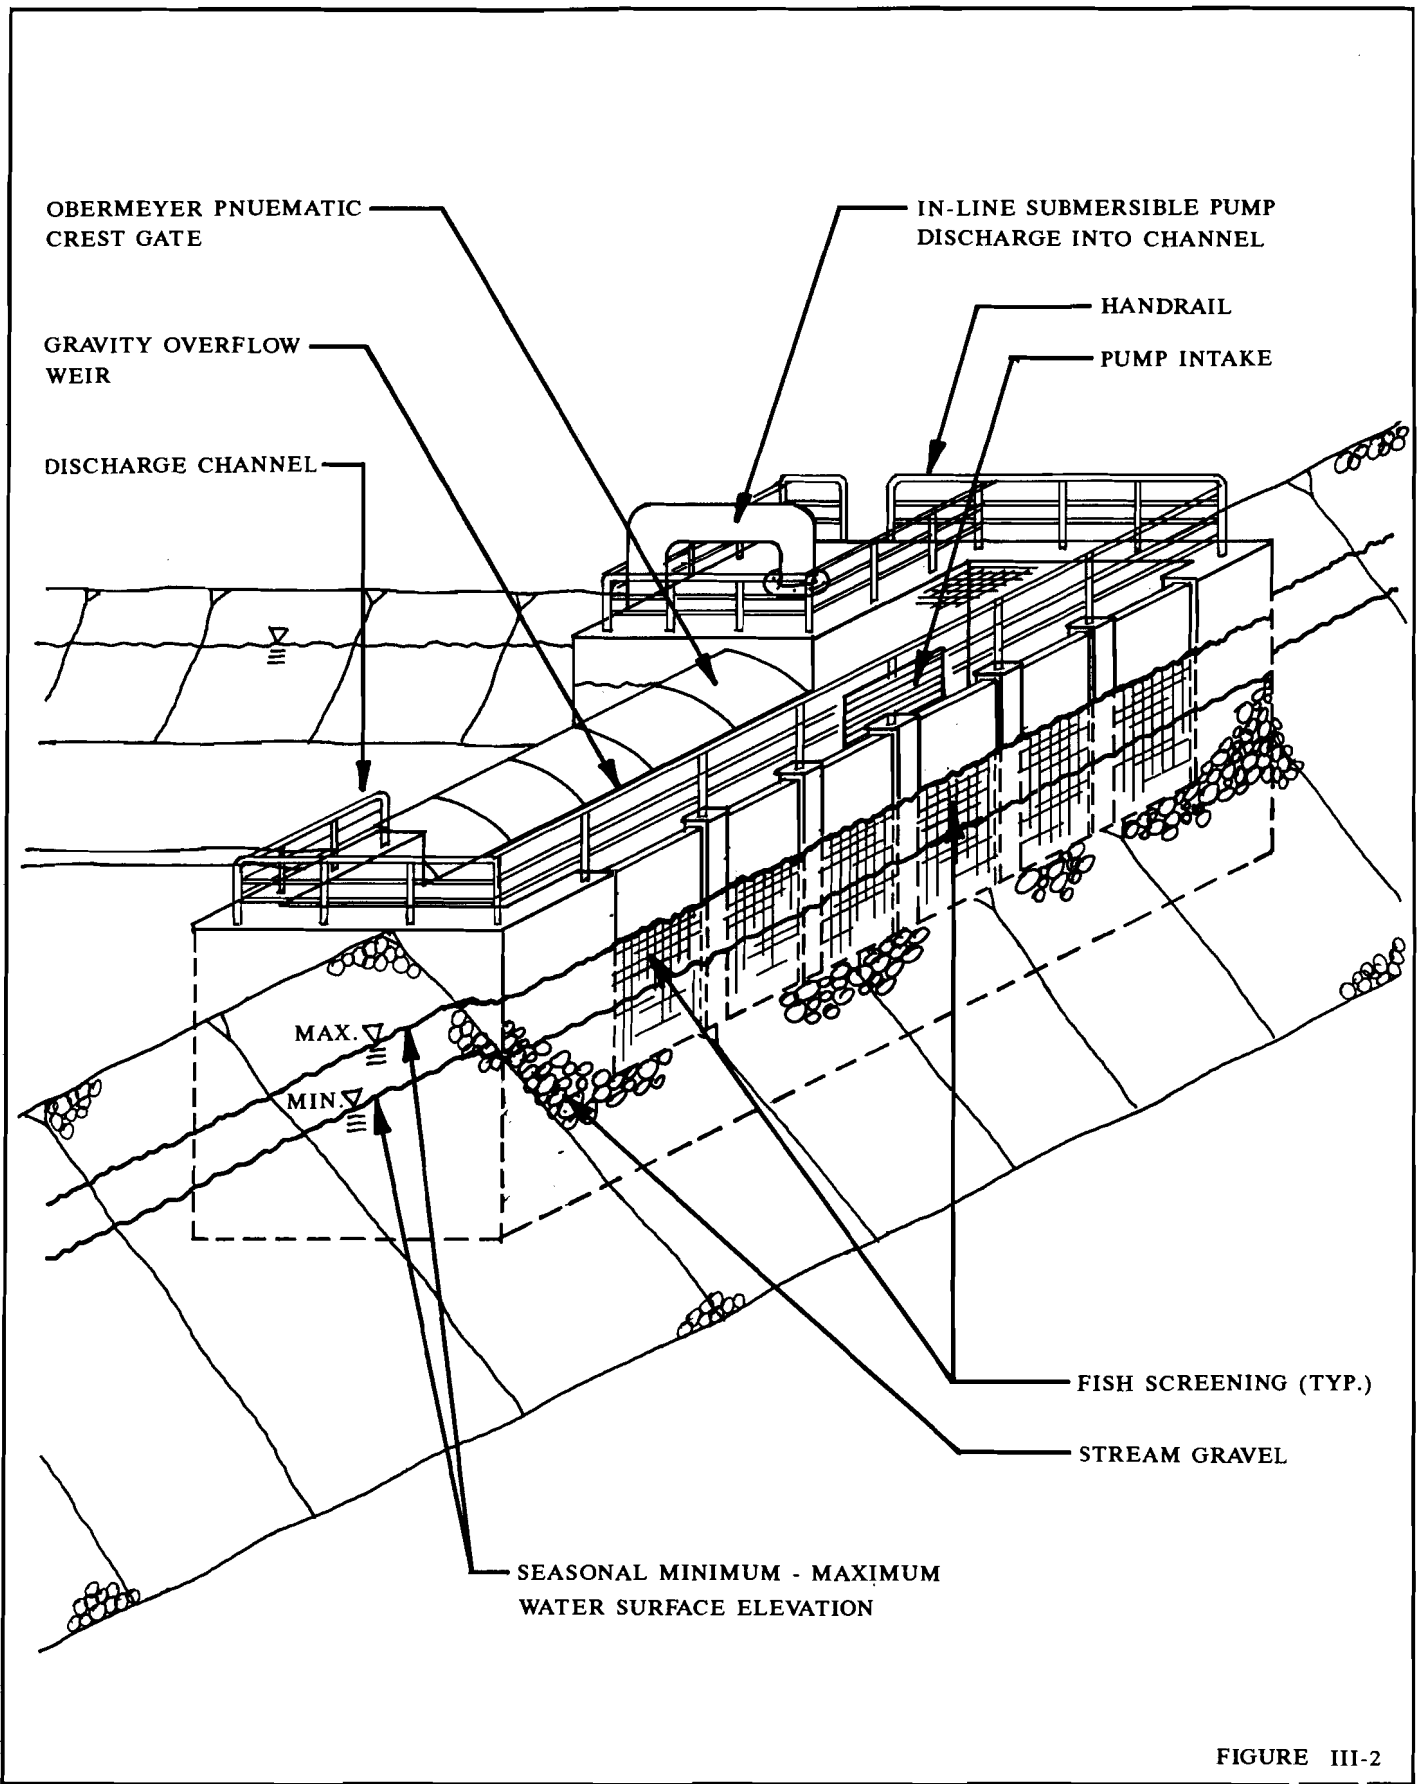 OBERMEYER PNUEMATIC
CREST GATE
IN-LINE SUBMERSIBLE PUMP
DISCHARGE INTO CHANNEL
HANDRAIL
GRAVITY OVERFLOW
WEIR
PUMP INTAKE
DISCHARGE CHANNEL
MAX.
MIN.
FISH SCREENING (TYP.)
STREAM GRAVEL
SEASONAL MINIMUM - MAXIMUM
WATER SURFACE ELEVATION
FIGURE III-2